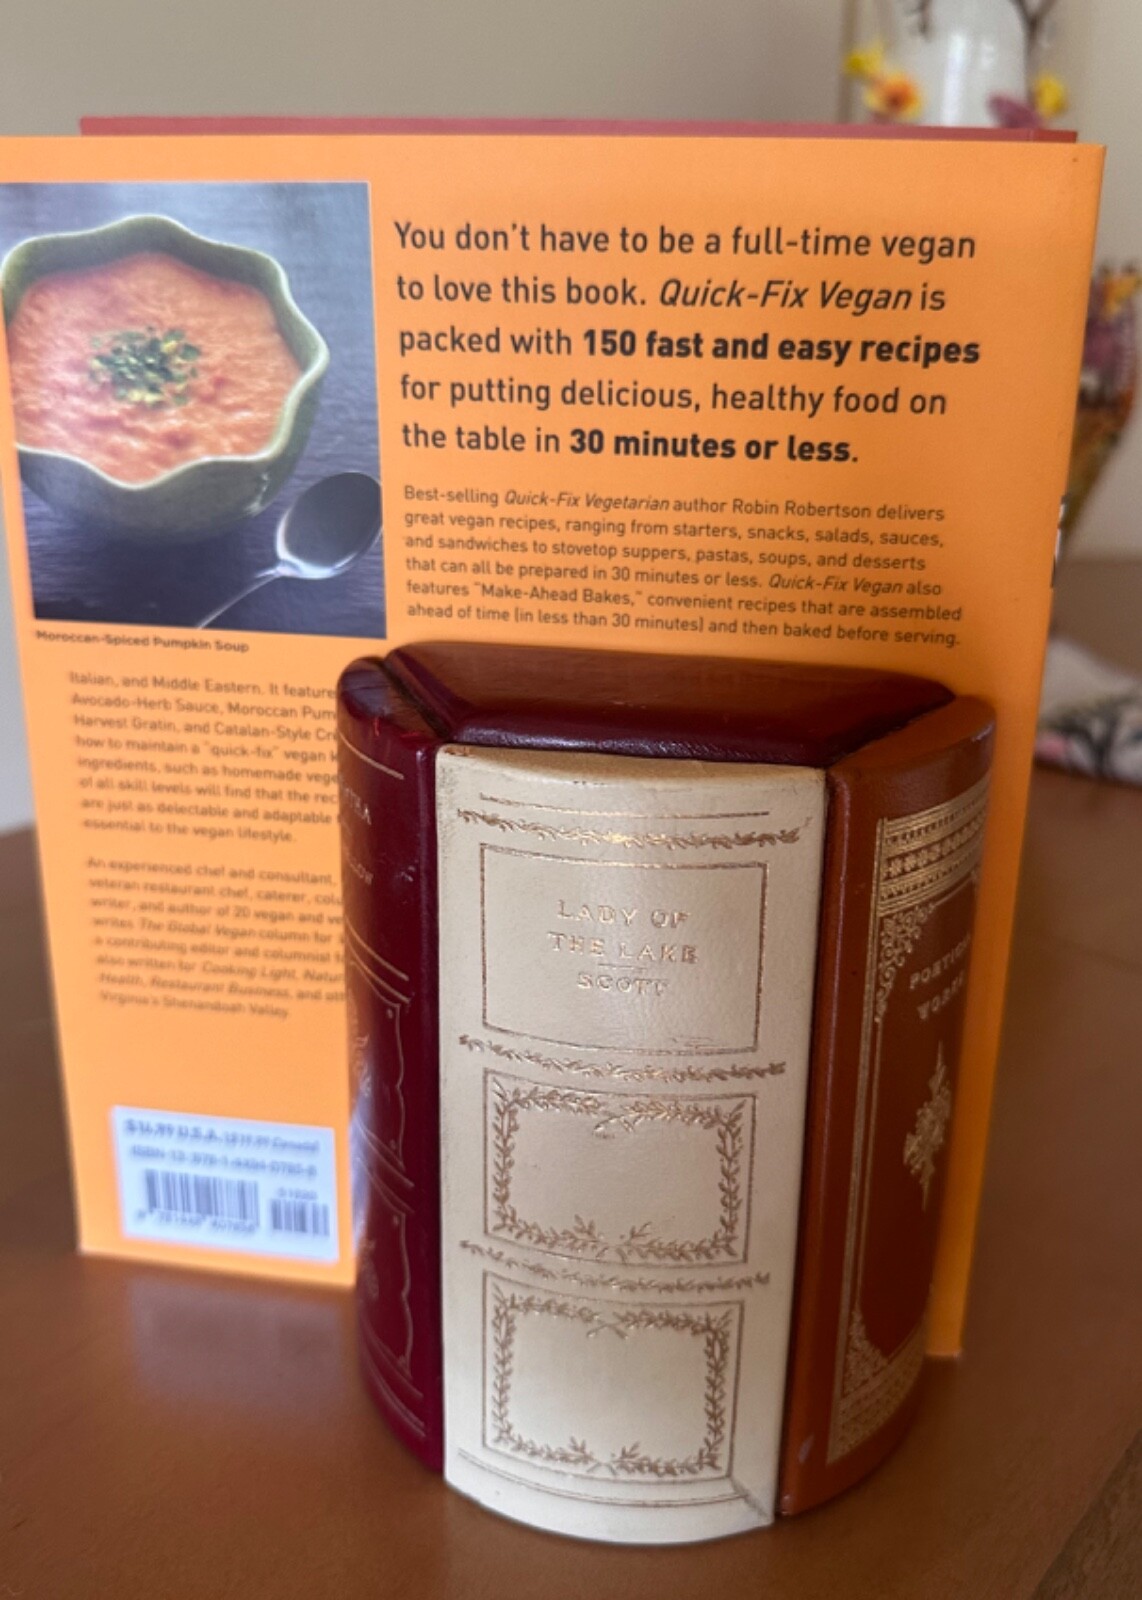 You don't have to be a full-time vegan
to love this book. Quick-Fix Vegan is
packed with 150 fast and easy recipes
for putting delicious, healthy food on
the table in 30 minutes or less.
Best-selling Quick-Fix Vegetarian author Robin Robertson delivers
great vegan recipes, ranging from starters, snacks, salads, sauces,
and sandwiches to stovetop suppers, pastas, soups, and desserts
that can all be prepared in 30 minutes or less. Quick-Fix Vegan also
features "Make-Ahead Bakes," convenient recipes that are assembled
ahead of time (in less than 30 minutes) and then baked before serving.
Moroccan-Spiced Pumpkin Soup
Italian, and Middle Eastern. It feature
Avocado-Herb Sauce, Moroccan Pum
Harvest Gratin, and Catalan-Style Cr
how to maintain a "quick-fix" vegan
ingredients, such as homemade vege
of all skill levels will find that the rec
are just as delectable and adaptable
essential to the vegan lifestyle.
An experienced chef and consultant,
veteran restaurant chef, caterer, col
writer, and author of 20 vegan and ve
writes The Global Vegan column for
a contributing editor and columnist
also written for Cooking Light, Natur
Health, Restaurant Business, and
Virginia's Shenandoah Valley.
$16.99 U.S.A.
LADY OF
THE LAKE
SCOTT
POETICA
WORKS